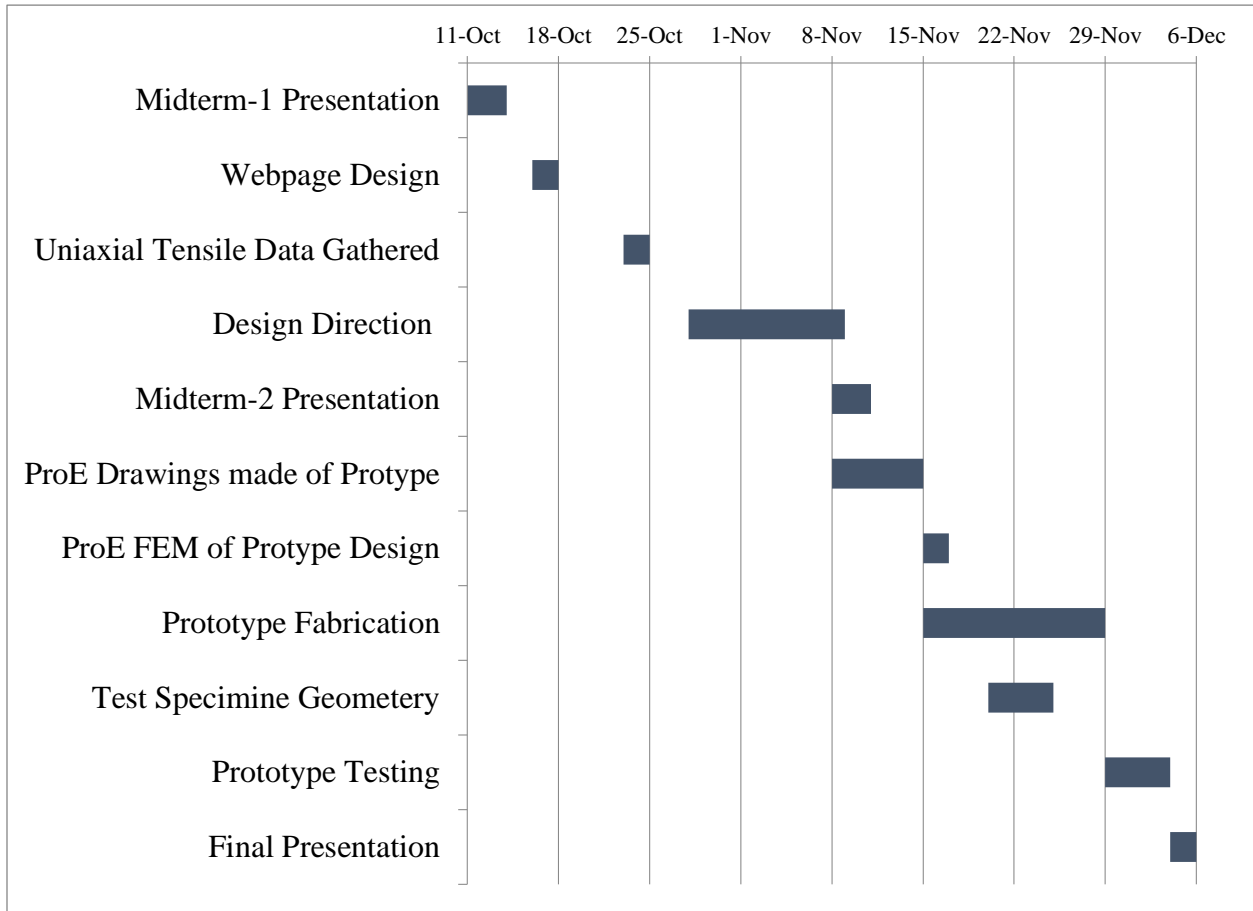 11-Oct 18-Oct 25-Oct 1-Nov 8-Nov 15-Nov 22-Nov 29-Nov 6-Dec
Midterm-1 Presentation
Webpage Design
Uniaxial Tensile Data Gathered
Design Direction
Midterm-2 Presentation
ProE Drawings made of Protype
ProE FEM of Protype Design
Prototype Fabrication
Test Specimine Geometery
Prototype Testing
Final Presentation